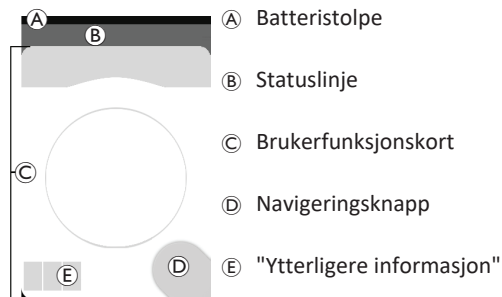 Ⓐ Ⓐ Batteristolpe
Ⓑ
Ⓑ Statuslinje
Ⓒ Brukerfunksjonskort
Ⓒ
Ⓓ Navigeringsknapp
Ⓔ Ⓓ Ⓔ "Ytterligere informasjon"